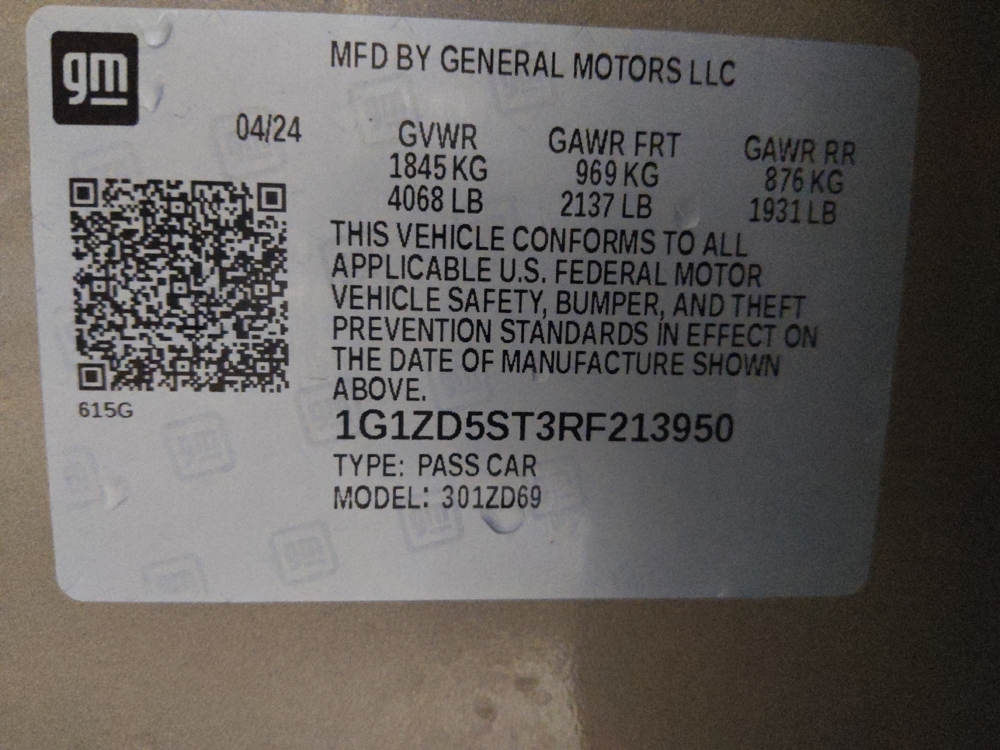 gm
MFD BY GENERAL MOTORS LLC
04/24
GVWR GAWR FRT GAWR RR
1845 KG 969 KG 876 KG
4068 LB 2137 LB 1931 LB
THIS VEHICLE CONFORMS TO ALL
APPLICABLE U.S. FEDERAL MOTOR
VEHICLE SAFETY, BUMPER, AND THEFT
PREVENTION STANDARDS IN EFFECT ON
THE DATE OF MANUFACTURE SHOWN
ABOVE.
615G
1G1ZD5ST3RF213950
TYPE: PASS CAR
MODEL: 301ZD69